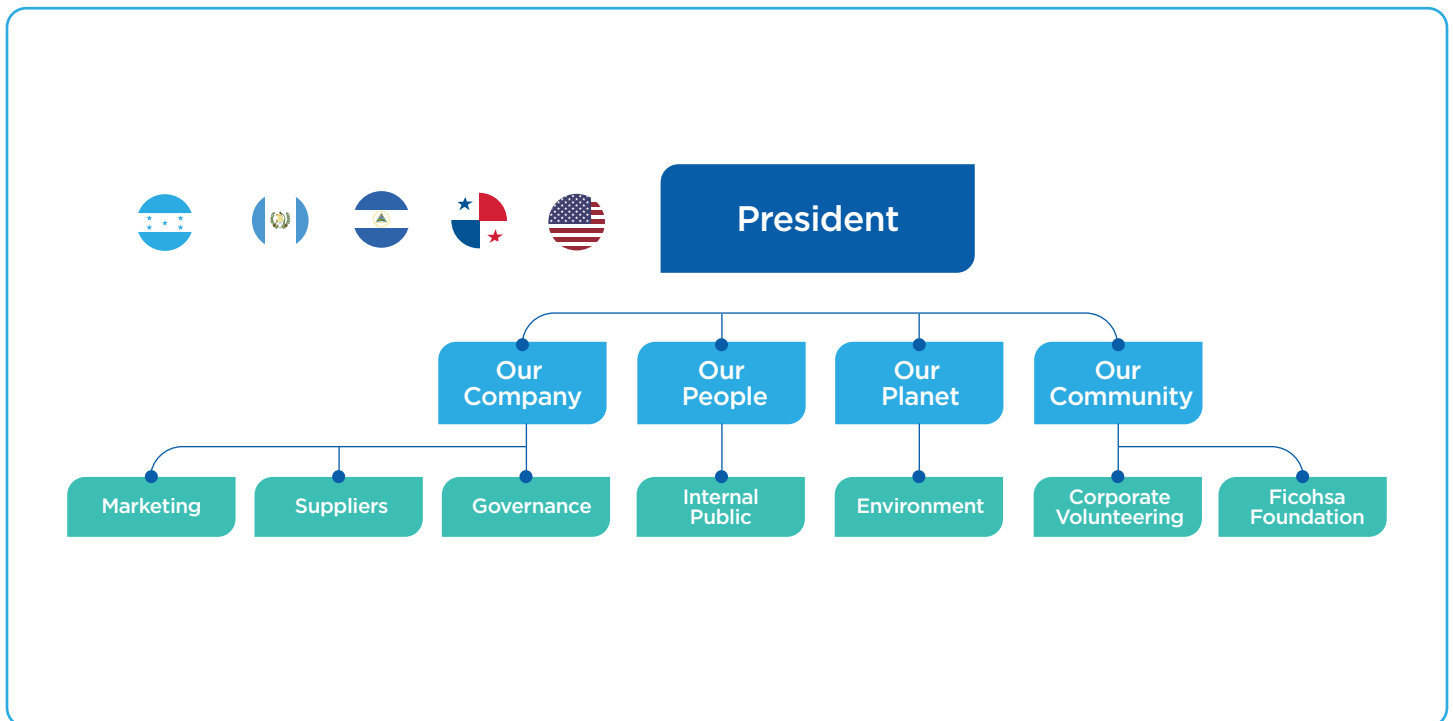 President
Our
Company
Our
People
Our
Planet
Our
Community
Marketing
Suppliers
Governance
Internal
Public
Environment
Corporate
Volunteering
Ficohsa
Foundation